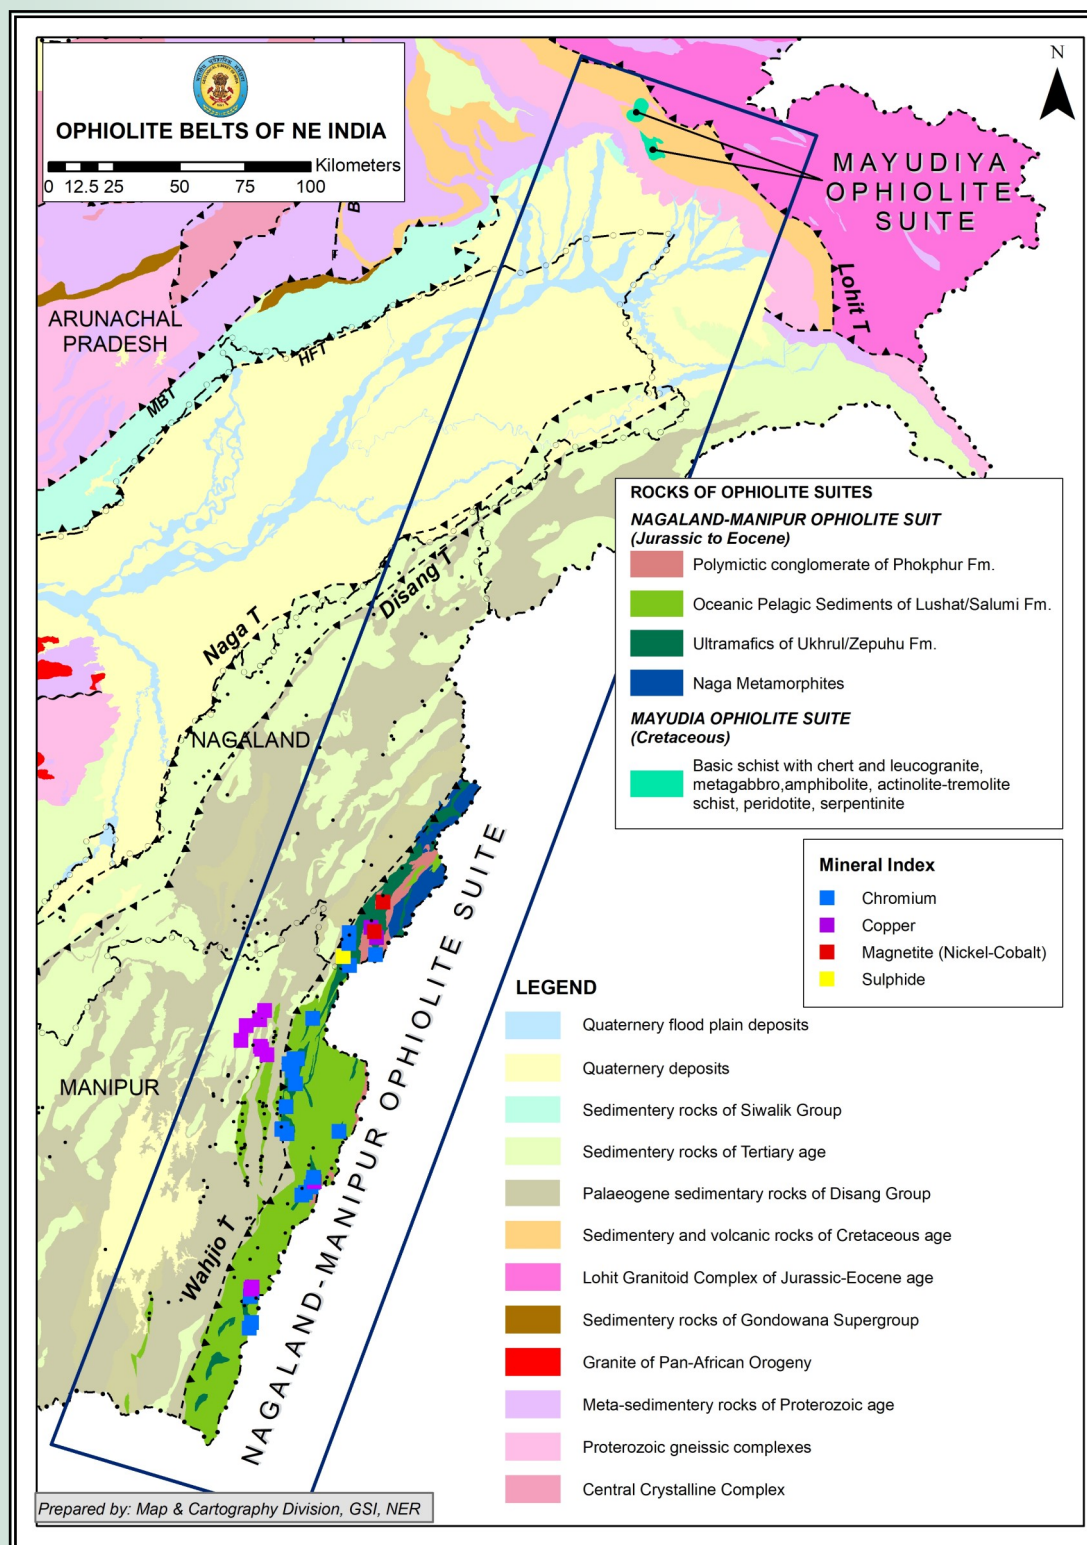 OPHIOLITE BELTS OF NE INDIA
Kilometers
0 12.5 25 50 75 100
N
MAYUDIYA
OPHIOLITE
SUITE
B
Lohit T
ARUNACHAL
PRADESH
HFT
MBT
Naga T
Disang T
NAGALAND
MANIPUR
Wahjio T
NAGALAND-MANIPUR OPHIOLITE SUITE
ROCKS OF OPHIOLITE SUITES
NAGALAND-MANIPUR OPHIOLITE SUIT
(Jurassic to Eocene)
Polymictic conglomerate of Phokphur Fm.
Oceanic Pelagic Sediments of Lushat/Salumi Fm.
Ultramafics of Ukhrul/Zepuhu Fm.
Naga Metamorphites
MAYUDIA OPHIOLITE SUITE
(Cretaceous)
Basic schist with chert and leucogranite,
metagabbro,amphibolite, actinolite-tremolite
schist, peridotite, serpentinite
Mineral Index
Chromium
Copper
Magnetite (Nickel-Cobalt)
Sulphide
LEGEND
Quaternery flood plain deposits
Quaternery deposits
Sedimentery rocks of Siwalik Group
Sedimentery rocks of Tertiary age
Palaeogene sedimentary rocks of Disang Group
Sedimentery and volcanic rocks of Cretaceous age
Lohit Granitoid Complex of Jurassic-Eocene age
Sedimentery rocks of Gondowana Supergroup
Granite of Pan-African Orogeny
Meta-sedimentery rocks of Proterozoic age
Proterozoic gneissic complexes
Central Crystalline Complex
Prepared by: Map & Cartography Division, GSI, NER